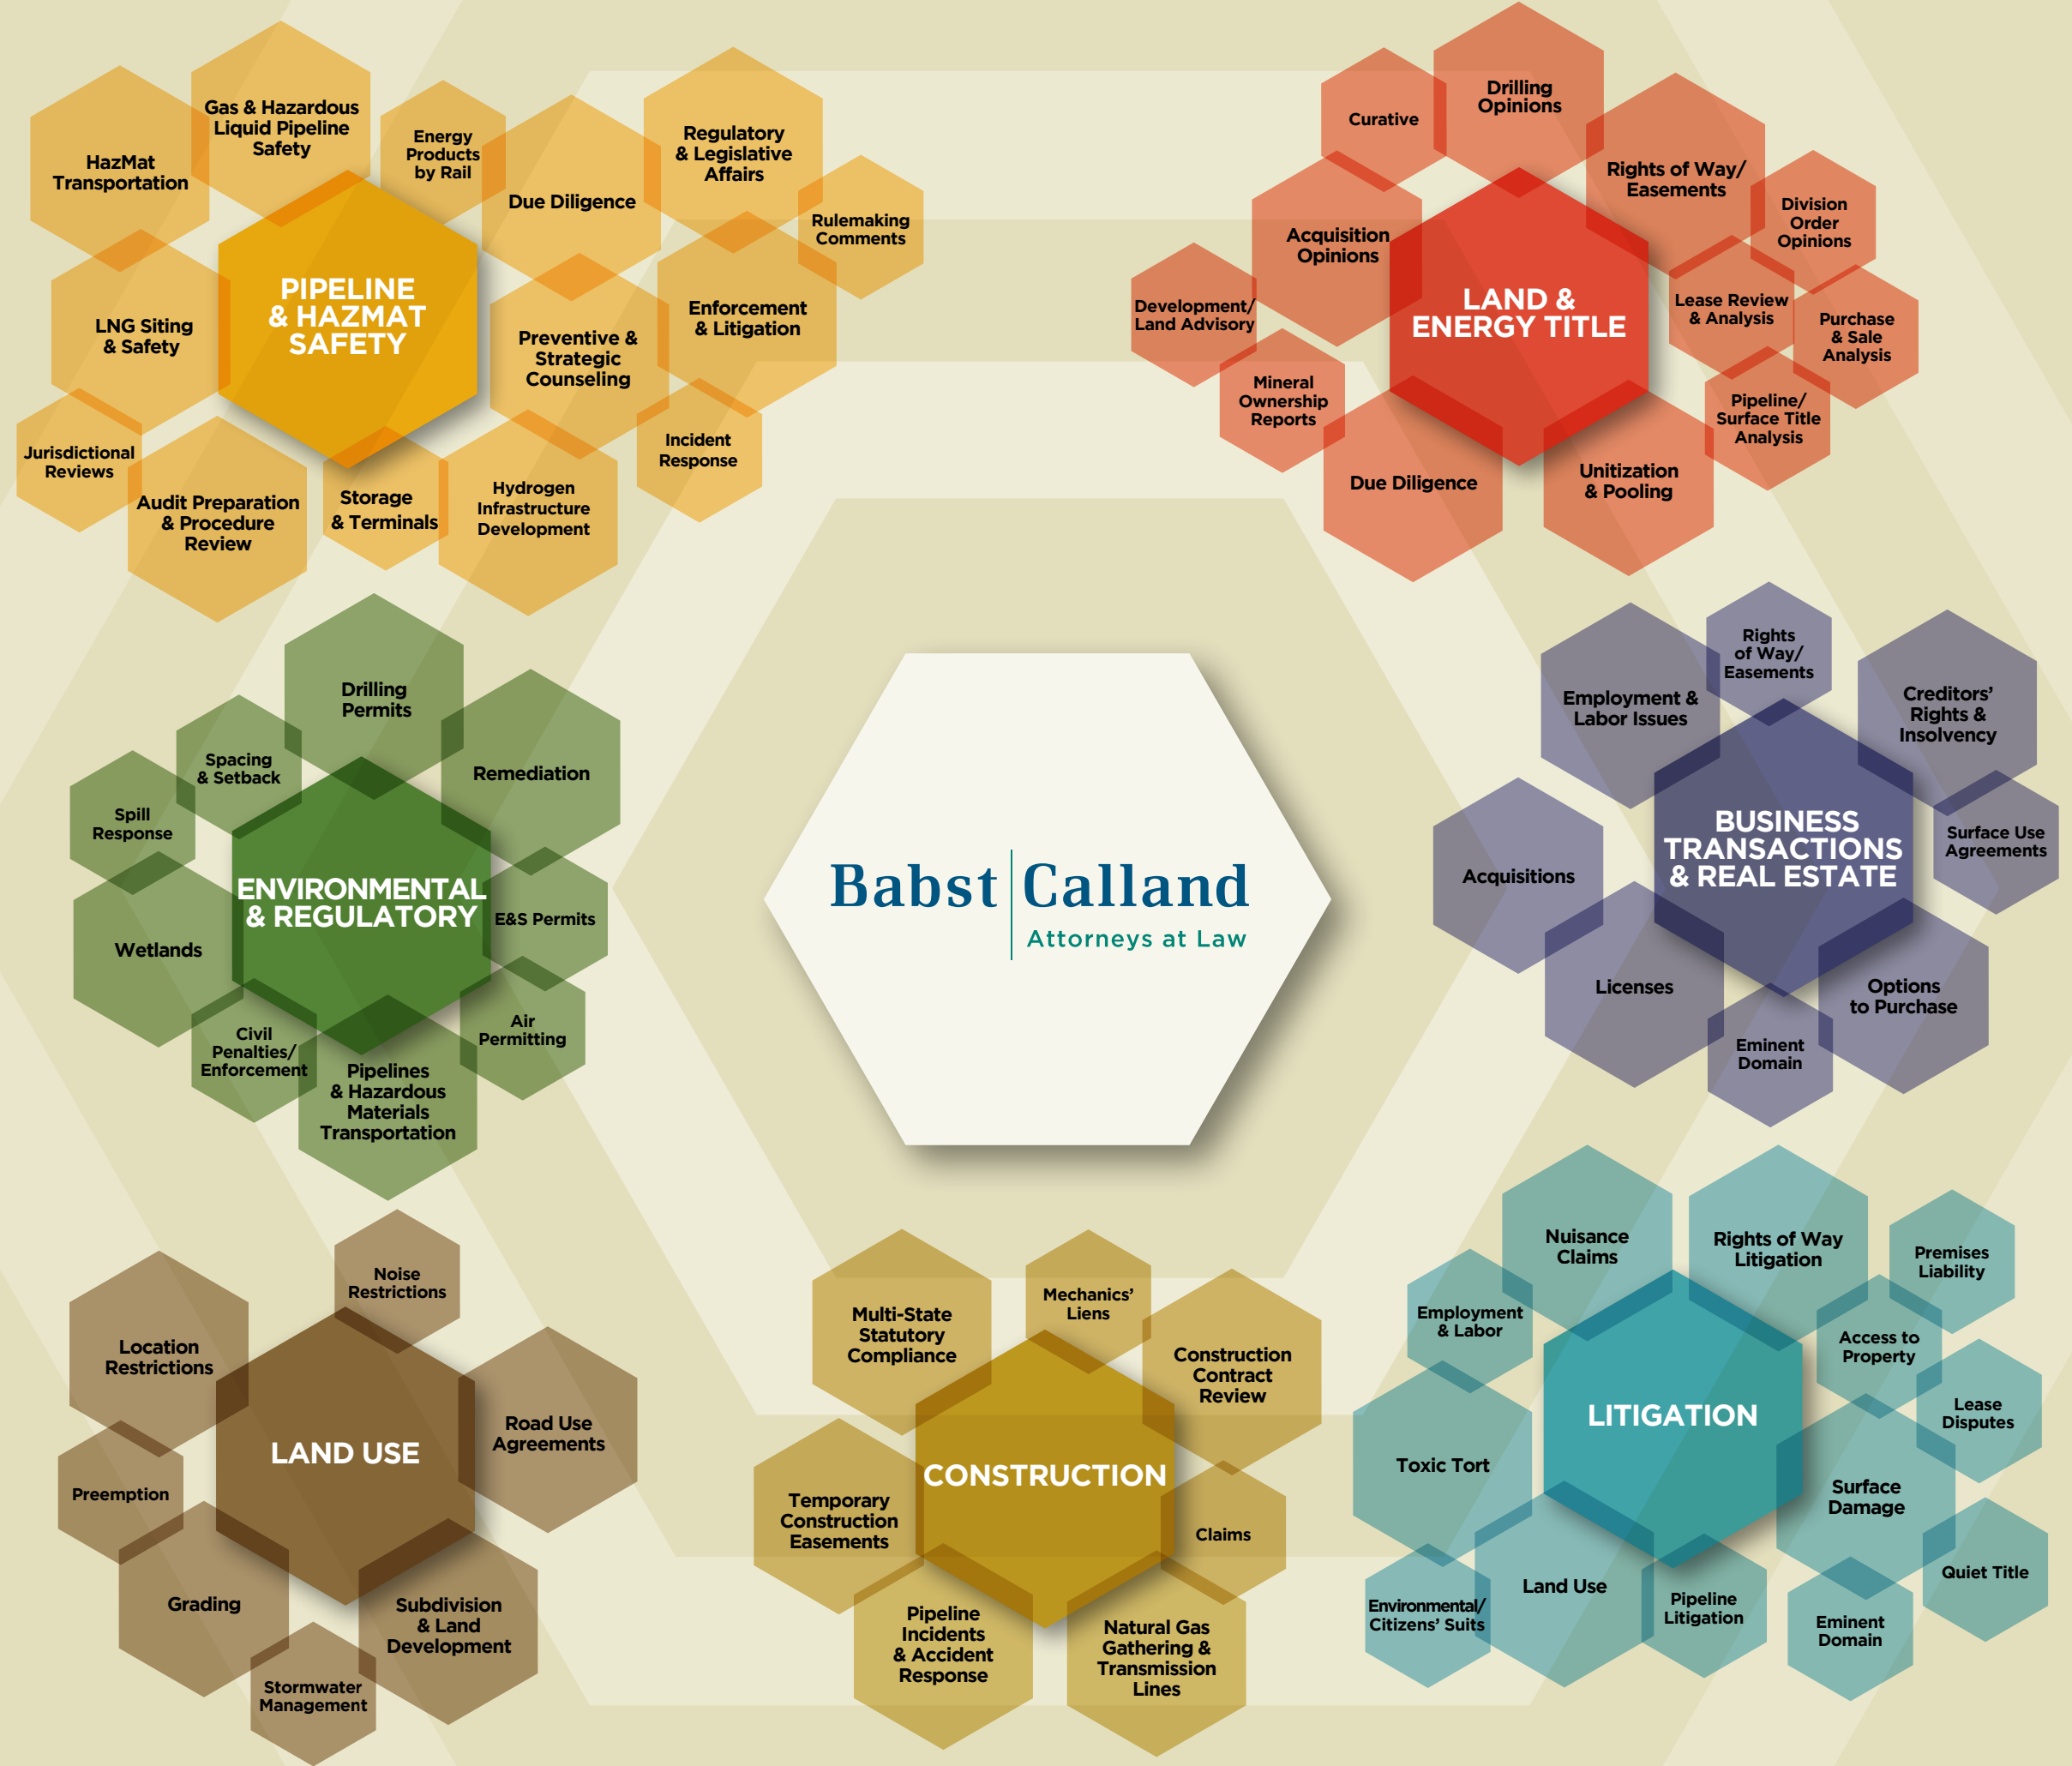 Gas & Hazardous
Liquid Pipeline
Safety
HazMat
Transportation
Energy
Products
by Rail
Due Diligence
Regulatory
& Legislative
Affairs
Rulemaking
Comments
PIPELINE
& HAZMAT
SAFETY
LNG Siting
& Safety
Preventive &
Strategic
Counseling
Enforcement
& Litigation
Jurisdictional
Reviews
Audit Preparation
& Procedure
Review
Storage
& Terminals
Hydrogen
Infrastructure
Development
Incident
Response
Curative
Drilling
Opinions
Rights of Way/
Easements
Division
Order
Opinions
Acquisition
Opinions
LAND &
ENERGY TITLE
Development/
Land Advisory
Lease Review
& Analysis
Purchase
& Sale
Analysis
Mineral
Ownership
Reports
Pipeline/
Surface Title
Analysis
Due Diligence
Unitization
& Pooling
Drilling
Permits
Spacing
& Setback
Remediation
Spill
Response
ENVIRONMENTAL
& REGULATORY
E&S Permits
Wetlands
Civil
Penalties/
Enforcement
Air
Permitting
Pipelines
& Hazardous
Materials
Transportation
Babst Calland
Attorneys at Law
Rights
of Way/
Easements
Employment &
Labor Issues
Creditors'
Rights &
Insolvency
BUSINESS
TRANSACTIONS
& REAL ESTATE
Surface Use
Agreements
Acquisitions
Licenses
Options
to Purchase
Eminent
Domain
Noise
Restrictions
Location
Restrictions
Road Use
Agreements
LAND USE
Preemption
Grading
Subdivision
& Land
Development
Stormwater
Management
Multi-State
Statutory
Compliance
Mechanics'
Liens
Construction
Contract
Review
CONSTRUCTION
Temporary
Construction
Easements
Claims
Pipeline
Incidents
& Accident
Response
Natural Gas
Gathering &
Transmission
Lines
Nuisance
Claims
Rights of Way
Litigation
Premises
Liability
Employment
& Labor
Access to
Property
LITIGATION
Lease
Disputes
Toxic Tort
Surface
Damage
Environmental/
Citizens' Suits
Land Use
Pipeline
Litigation
Quiet Title
Eminent
Domain